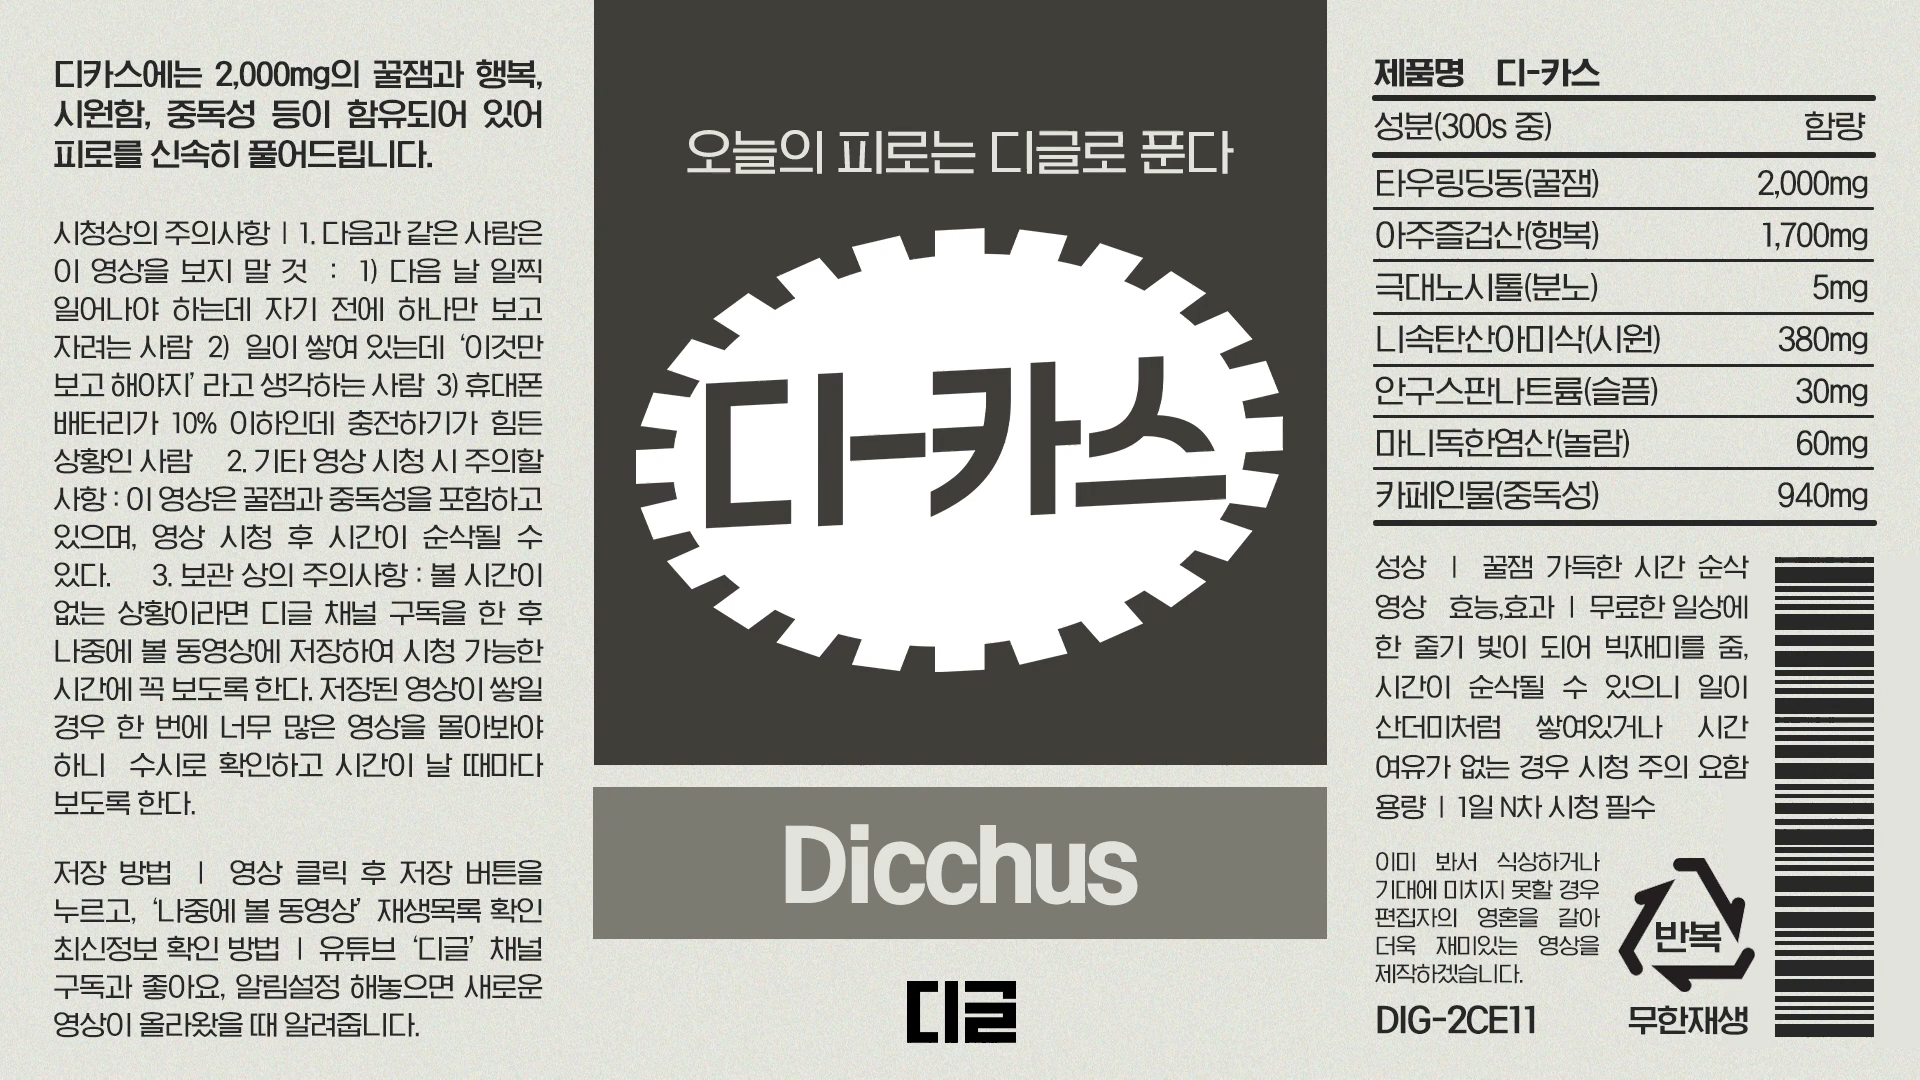 디카스에는 2,000mg의 꿀잼과 행복,
시원함, 중독성 등이 함유되어 있어
피로를 신속히 풀어드립니다.
시청상의 주의사항 ㅣ 1. 다음과 같은 사람은
이 영상을 보지 말 것 : 1) 다음 날 일찍
일어나야 하는데 자기 전에 하나만 보고
자려는 사람 2) 일이 쌓여 있는데 ‘이것만
보고 해야지’ 라고 생각하는 사람 3) 휴대폰
배터리가 10% 이하인데 충전하기가 힘든
상황인 사람 2. 기타 영상 시청 시 주의할
사항 : 이 영상은 꿀잼과 중독성을 포함하고
있으며, 영상 시청 후 시간이 순삭될 수
있다. 3. 보관 상의 주의사항 : 볼 시간이
없는 상황이라면 디글 채널 구독을 한 후
나중에 볼 동영상에 저장하여 시청 가능한
시간에 꼭 보도록 한다. 저장된 영상이 쌓일
경우 한 번에 너무 많은 영상을 몰아봐야
하니 수시로 확인하고 시간이 날 때마다
보도록 한다.
저장 방법 ㅣ 영상 클릭 후 저장 버튼을
누르고, ‘나중에 볼 동영상’ 재생목록 확인
최신정보 확인 방법 ㅣ 유튜브 ‘디글’ 채널
구독과 좋아요, 알림설정 해놓으면 새로운
영상이 올라왔을 때 알려줍니다.
오늘의 피로는 디글로 푼다
디-카스
Dicchus
디글
제품명 디-카스
성분(300s 중) 함량
타우링딩동(꿀잼) 2,000mg
아주즐겁산(행복) 1,700mg
극대노시톨(분노) 5mg
니속탄산아미삭(시원) 380mg
안구스판나트륨(슬픔) 30mg
마니독한염산(놀람) 60mg
카페인물(중독성) 940mg
성상 ㅣ 꿀잼 가득한 시간 순삭
영상 효능,효과 ㅣ 무료한 일상에
한 줄기 빛이 되어 빅재미를 줌,
시간이 순삭될 수 있으니 일이
산더미처럼 쌓여있거나 시간
여유가 없는 경우 시청 주의 요함
용량 ㅣ 1일 N차 시청 필수
이미 봐서 식상하거나
기대에 미치지 못할 경우
편집자의 영혼을 갈아
더욱 재미있는 영상을
제작하겠습니다.
DIG-2CE11
반복
무한재생